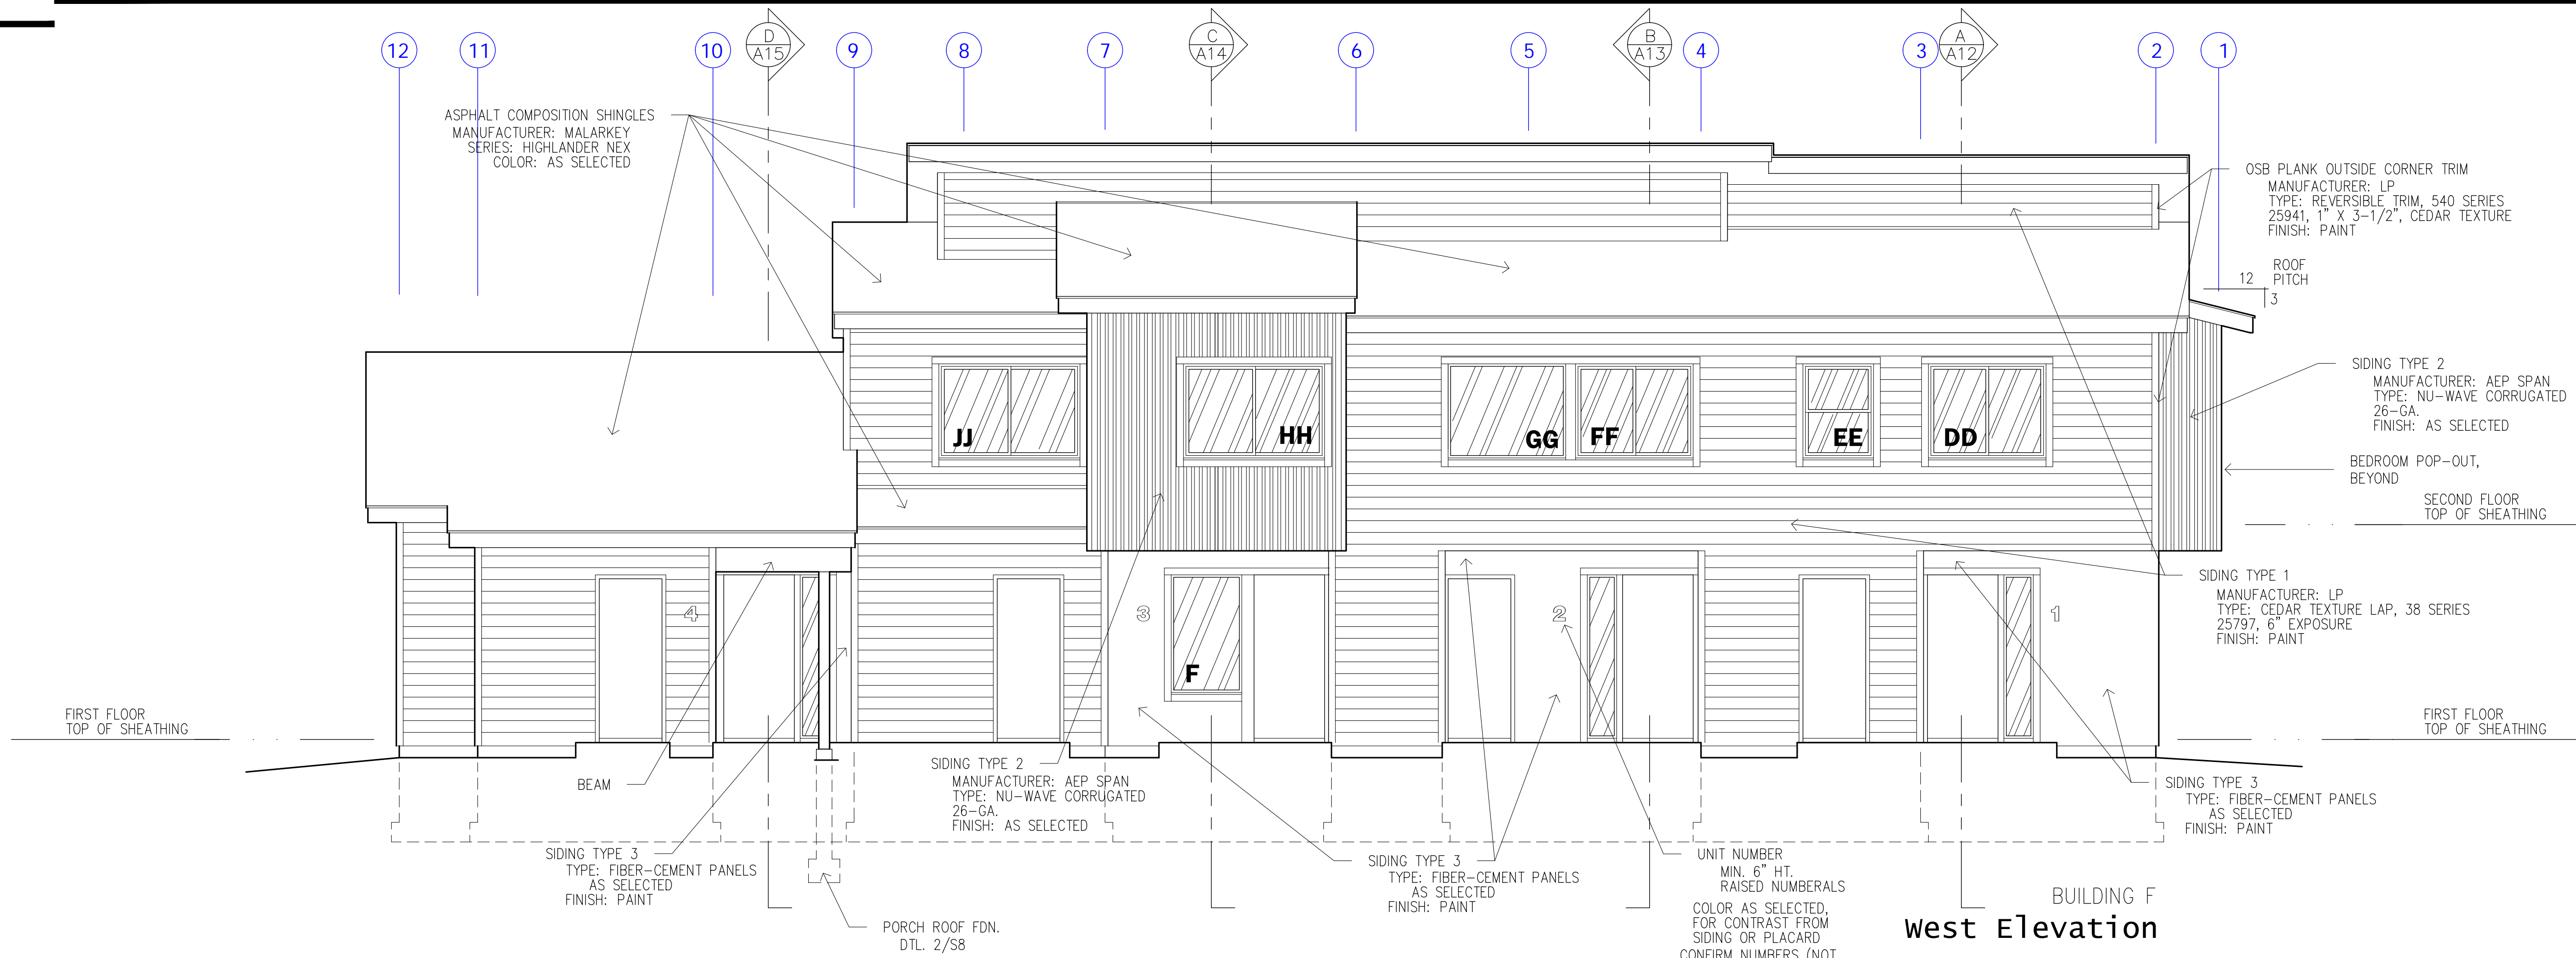 12
11
10
D
A15
9
8
7
C
A14
6
5
B
A13
4
3
A
A12
2
1
ASPHALT COMPOSITION SHINGLES
MANUFACTURER: MALARKEY
SERIES: HIGHLANDER NEX
COLOR: AS SELECTED
OSB PLANK OUTSIDE CORNER TRIM
MANUFACTURER: LP
TYPE: REVERSIBLE TRIM, 540 SERIES
25941, 1" X 3-1/2", CEDAR TEXTURE
FINISH: PAINT
ROOF
PITCH
12
3
SIDING TYPE 2
MANUFACTURER: AEP SPAN
TYPE: NU-WAVE CORRUGATED
26-GA.
FINISH: AS SELECTED
BEDROOM POP-OUT,
BEYOND
SECOND FLOOR
TOP OF SHEATHING
JJ
HH
GG
FF
EE
DD
SIDING TYPE 1
MANUFACTURER: LP
TYPE: CEDAR TEXTURE LAP, 38 SERIES
25797, 6" EXPOSURE
FINISH: PAINT
4
3
2
1
F
FIRST FLOOR
TOP OF SHEATHING
FIRST FLOOR
TOP OF SHEATHING
BEAM
SIDING TYPE 2
MANUFACTURER: AEP SPAN
TYPE: NU-WAVE CORRUGATED
26-GA.
FINISH: AS SELECTED
SIDING TYPE 3
TYPE: FIBER-CEMENT PANELS
AS SELECTED
FINISH: PAINT
SIDING TYPE 3
TYPE: FIBER-CEMENT PANELS
AS SELECTED
FINISH: PAINT
SIDING TYPE 3
TYPE: FIBER-CEMENT PANELS
AS SELECTED
FINISH: PAINT
UNIT NUMBER
MIN. 6" HT.
RAISED NUMBERALS
COLOR AS SELECTED,
FOR CONTRAST FROM
SIDING OR PLACARD
CONFIRM NUMBERS (NOT
PORCH ROOF FDN.
DTL. 2/S8
BUILDING F
West Elevation